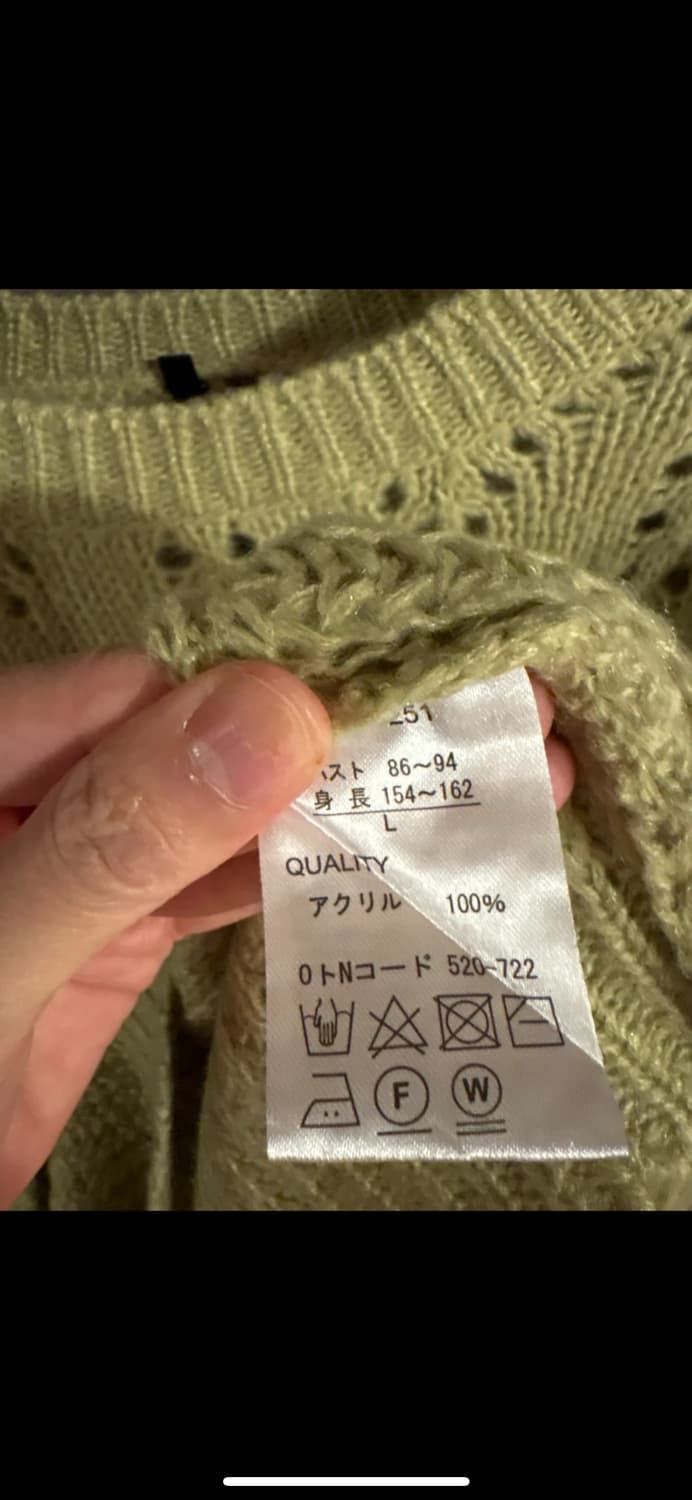 251
バスト 86〜94
身 長 154〜162
L
QUALITY
アクリル 100%
0トNコード 520-722
F W